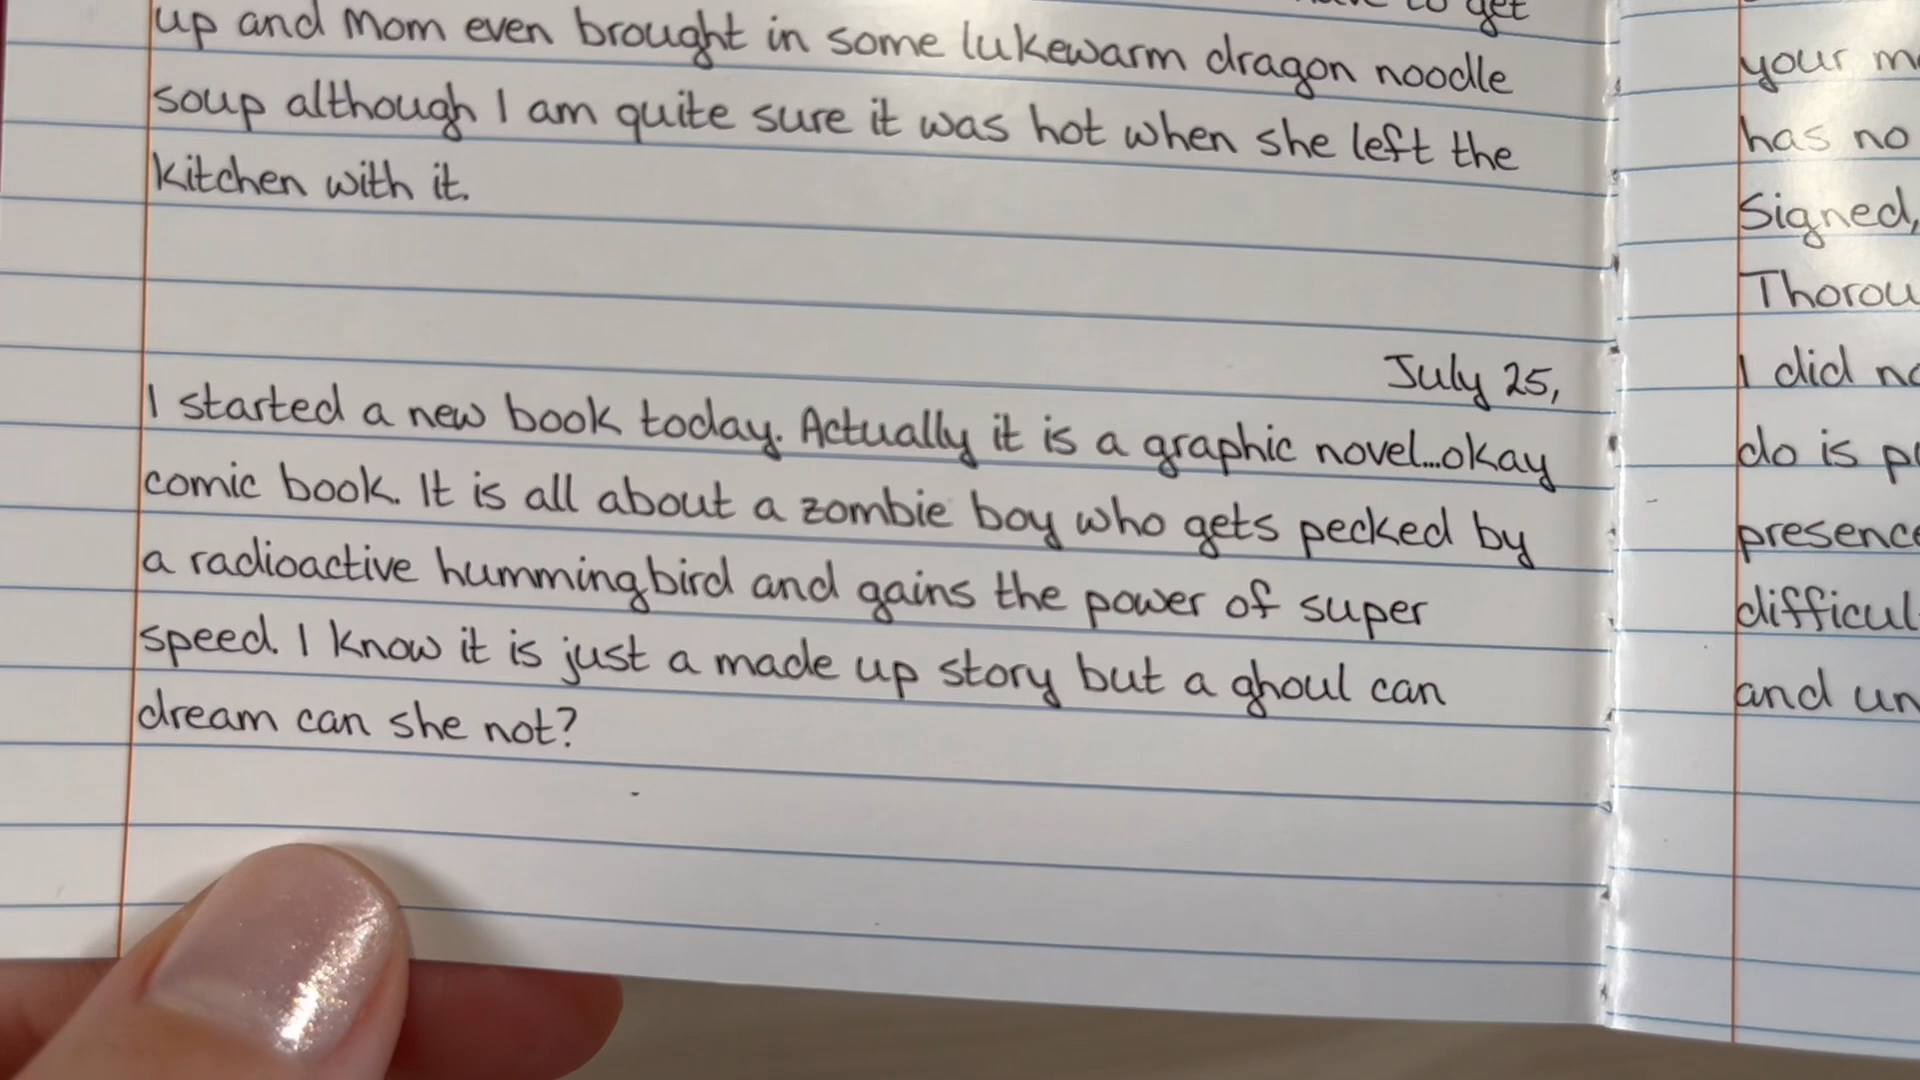 to get
up and Mom even brought in some lukewarm dragon noodle
soup although I am quite sure it was hot when she left the
kitchen with it.
July 25,
I started a new book today. Actually it is a graphic novel...okay
comic book. It is all about a zombie boy who gets pecked by
a radioactive hummingbird and gains the power of super
speed. I know it is just a made up story but a ghoul can
dream can she not?
your
has no
Signed,
I did
do is
and